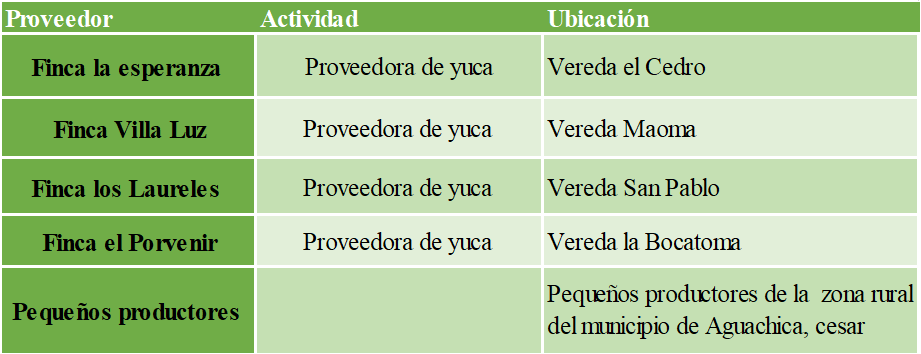 Proveedor Actividad Ubicación
Finca la esperanza Proveedora de yuca Vereda el Cedro
Finca Villa Luz Proveedora de yuca Vereda Maoma
Finca los Laureles Proveedora de yuca Vereda San Pablo
Finca el Porvenir Proveedora de yuca Vereda la Bocatoma
Pequeños productores Pequeños productores de la zona rural
del municipio de Aguachica, cesar